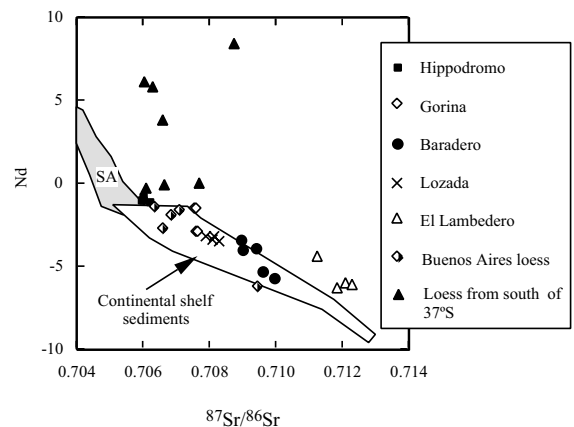 10
5
0
-5
-10
Nd
0.704
0.706
0.708
0.710
0.712
0.714
87Sr/86Sr
SA
Continental shelf
sediments
Hippodromo
Gorina
Baradero
Lozada
El Lambedero
Buenos Aires loess
Loess from south of
37ºS